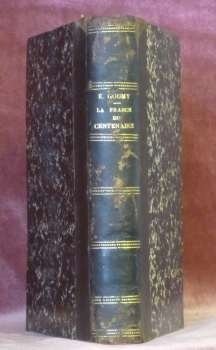 E. GOUMY
LA FRANCE
DU
CENTENAIRE